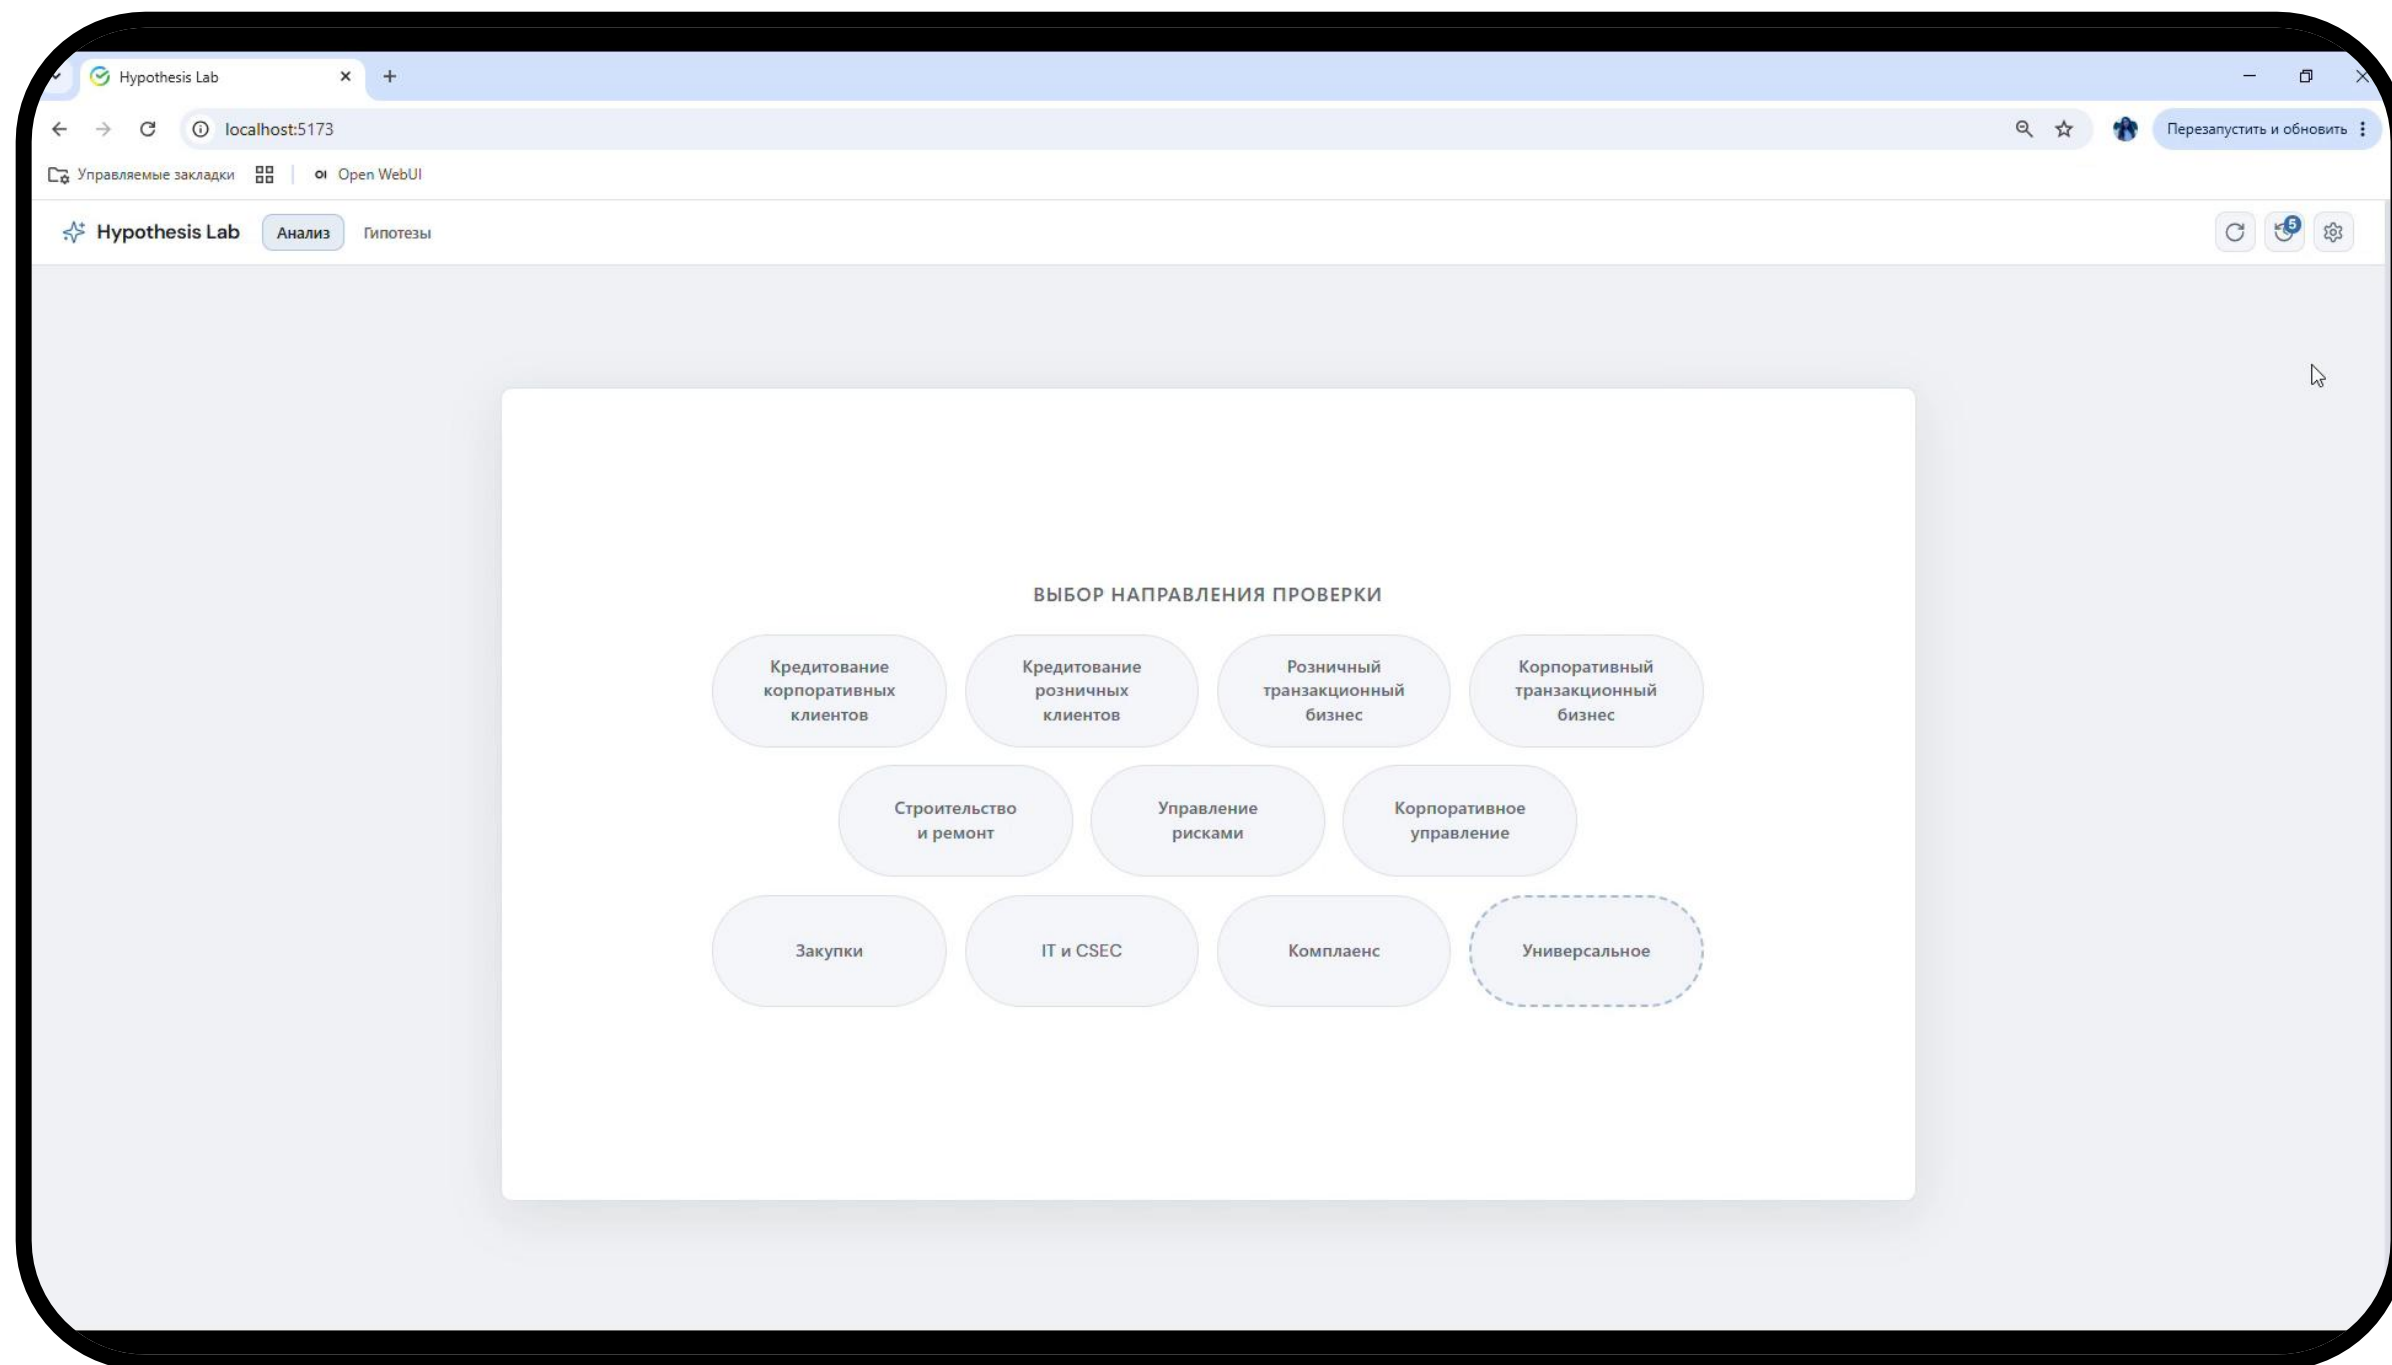 Hypothesis Lab
localhost:5173
Перезапустить и обновить
Управляемые закладки
OI Open WebUI
Hypothesis Lab Анализ Гипотезы
5
ВЫБОР НАПРАВЛЕНИЯ ПРОВЕРКИ
Кредитование
корпоративных
клиентов
Кредитование
розничных
клиентов
Розничный
транзакционный
бизнес
Корпоративный
транзакционный
бизнес
Строительство
и ремонт
Управление
рисками
Корпоративное
управление
Закупки
IT и CSEC
Комплаенс
Универсальное